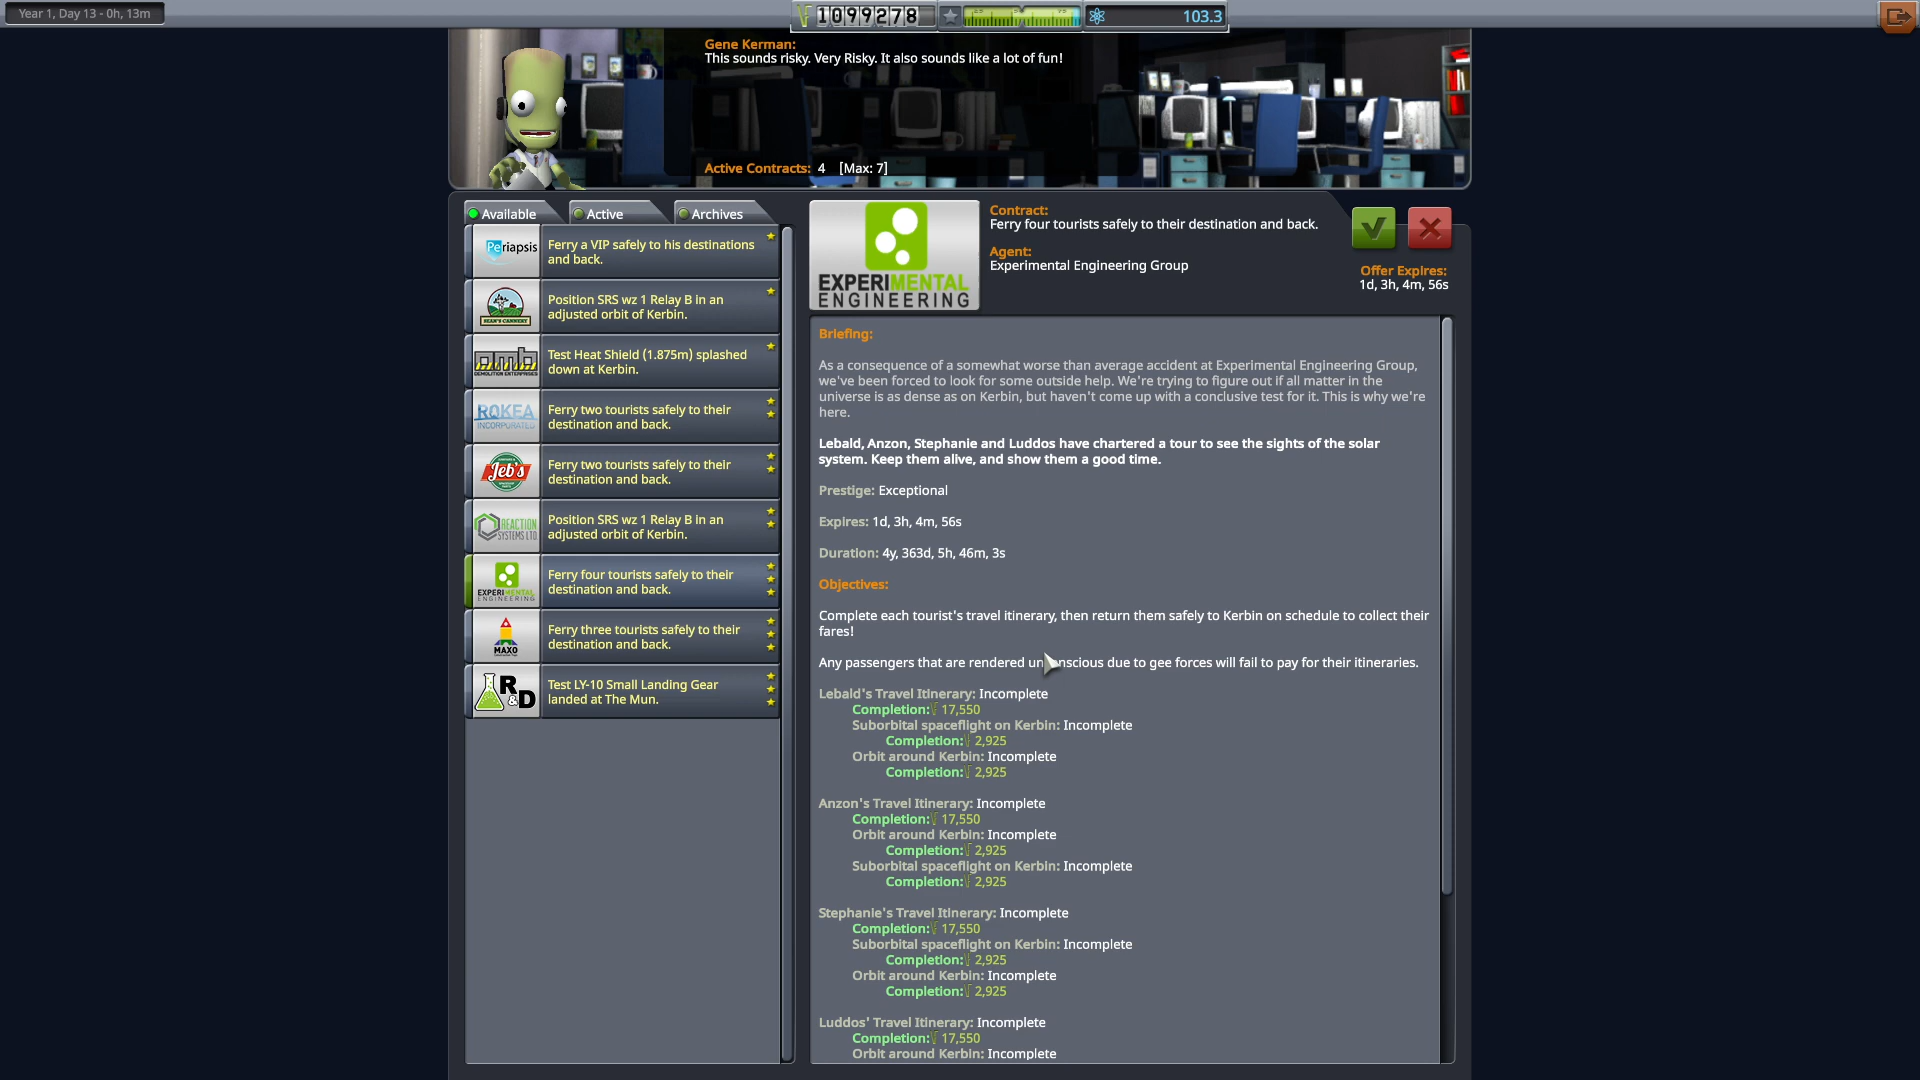 Year 1, Day 13 - 0h, 13m
1099278
103.3
Gene Kerman:
This sounds risky. Very Risky. It also sounds like a lot of fun!
Active Contracts: 4 [Max: 7]
Available
Active
Archives
Periapsis
Ferry a VIP safely to his destinations
and back.
Position SRS wz 1 Relay B in an
adjusted orbit of Kerbin.
Test Heat Shield (1.875m) splashed
down at Kerbin.
ROKEA
INCORPORATED
Ferry two tourists safely to their
destination and back.
Jeb's
Ferry two tourists safely to their
destination and back.
REACTION
SYSTEMS LTD
Position SRS wz 1 Relay B in an
adjusted orbit of Kerbin.
EXPERIMENTAL
ENGINEERING
Ferry four tourists safely to their
destination and back.
MAXO
Ferry three tourists safely to their
destination and back.
R&D
Test LY-10 Small Landing Gear
landed at The Mun.
EXPERIMENTAL
ENGINEERING
Contract:
Ferry four tourists safely to their destination and back.
Agent:
Experimental Engineering Group
Offer Expires:
1d, 3h, 4m, 56s
Briefing:
As a consequence of a somewhat worse than average accident at Experimental Engineering Group,
we've been forced to look for some outside help. We're trying to figure out if all matter in the
universe is as dense as on Kerbin, but haven't come up with a conclusive test for it. This is why we're
here.
Lebald, Anzon, Stephanie and Luddos have chartered a tour to see the sights of the solar
system. Keep them alive, and show them a good time.
Prestige: Exceptional
Expires: 1d, 3h, 4m, 56s
Duration: 4y, 363d, 5h, 46m, 3s
Objectives:
Complete each tourist's travel itinerary, then return them safely to Kerbin on schedule to collect their
fares!
Any passengers that are rendered unconscious due to gee forces will fail to pay for their itineraries.
Lebald's Travel Itinerary: Incomplete
Completion: 17,550
Suborbital spaceflight on Kerbin: Incomplete
Completion: 2,925
Orbit around Kerbin: Incomplete
Completion: 2,925
Anzon's Travel Itinerary: Incomplete
Completion: 17,550
Orbit around Kerbin: Incomplete
Completion: 2,925
Suborbital spaceflight on Kerbin: Incomplete
Completion: 2,925
Stephanie's Travel Itinerary: Incomplete
Completion: 17,550
Suborbital spaceflight on Kerbin: Incomplete
Completion: 2,925
Orbit around Kerbin: Incomplete
Completion: 2,925
Luddos' Travel Itinerary: Incomplete
Completion: 17,550
Orbit around Kerbin: Incomplete